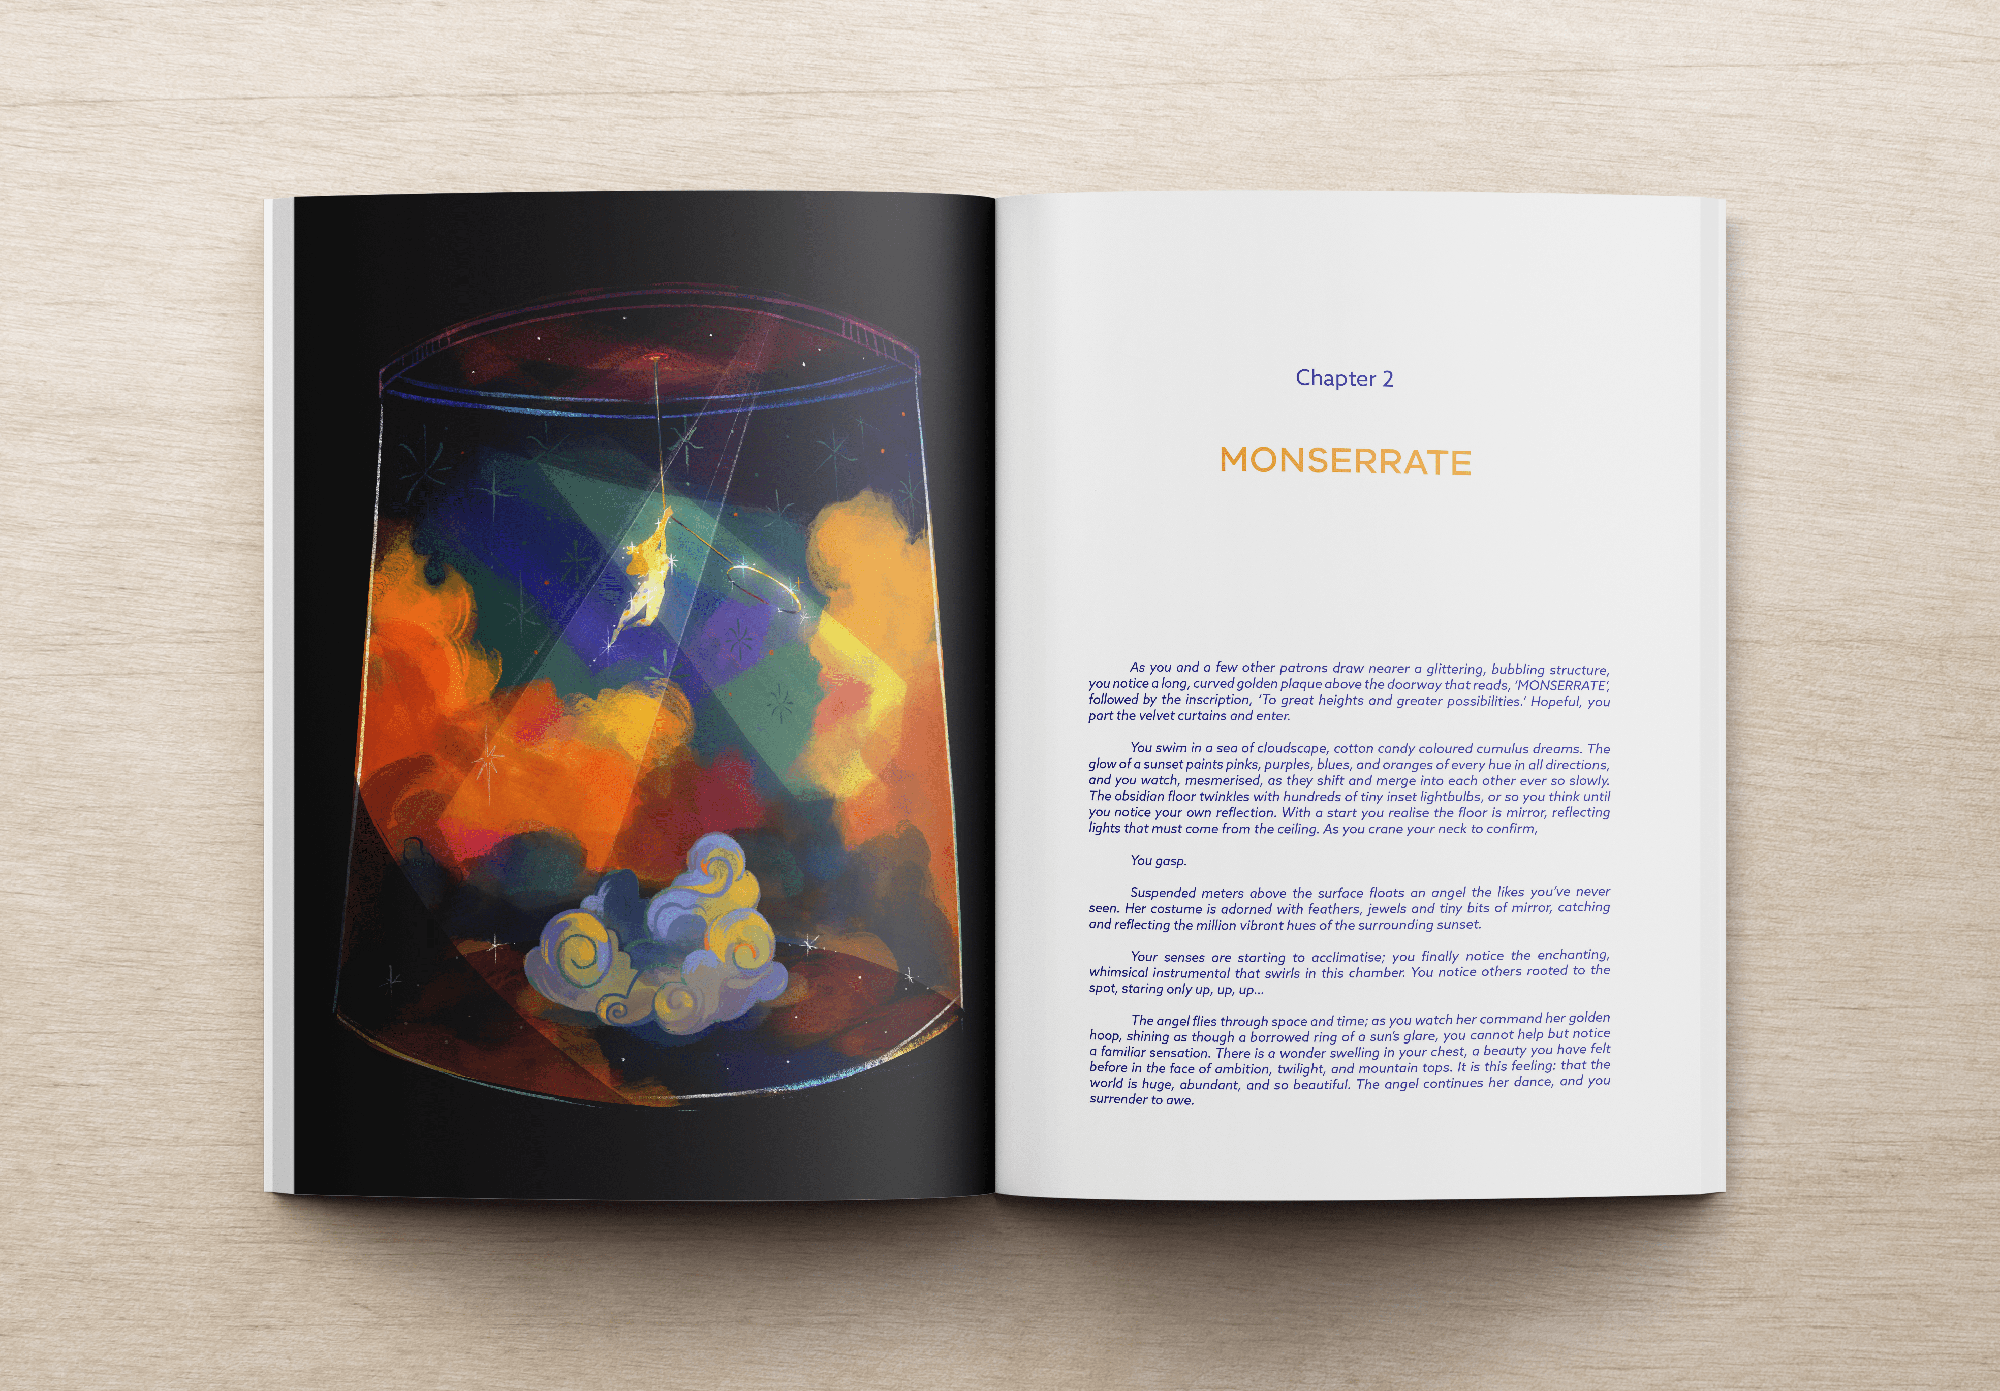 Chapter 2
MONSERRATE
As you and a few other patrons draw nearer a glittering, bubbling structure,
you notice a long, curved golden plaque above the doorway that reads, ‘MONSERRATE’,
followed by the inscription, ‘To great heights and greater possibilities.’ Hopeful, you
part the velvet curtains and enter.
You swim in a sea of cloudscape, cotton candy coloured cumulus dreams. The
glow of a sunset paints pinks, purples, blues, and oranges of every hue in all directions,
and you watch, mesmerised, as they shift and merge into each other ever so slowly.
The obsidian floor twinkles with hundreds of tiny inset lightbulbs, or so you think until
you notice your own reflection. With a start you realise the floor is mirror, reflecting
lights that must come from the ceiling. As you crane your neck to confirm,
You gasp.
Suspended meters above the surface floats an angel the likes you’ve never
seen. Her costume is adorned with feathers, jewels and tiny bits of mirror, catching
and reflecting the million vibrant hues of the surrounding sunset.
Your senses are starting to acclimatise; you finally notice the enchanting,
whimsical instrumental that swirls in this chamber. You notice others rooted to the
spot, staring only up, up, up...
The angel flies through space and time; as you watch her command her golden
hoop, shining as though a borrowed ring of a sun’s glare, you cannot help but notice
a familiar sensation. There is a wonder swelling in your chest, a beauty you have felt
before in the face of ambition, twilight, and mountain tops. It is this feeling: that the
world is huge, abundant, and so beautiful. The angel continues her dance, and you
surrender to awe.